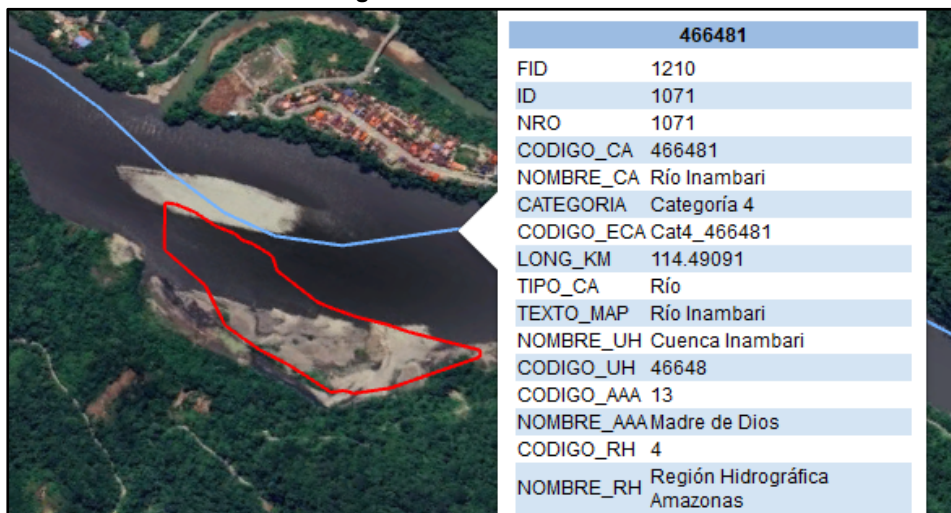 466481
FID 1210
ID 1071
NRO 1071
CODIGO_CA 466481
NOMBRE_CA Río Inambari
CATEGORIA Categoría 4
CODIGO_ECA Cat4_466481
LONG_KM 114.49091
TIPO_CA Río
TEXTO_MAP Río Inambari
NOMBRE_UH Cuenca Inambari
CODIGO_UH 46648
CODIGO_AAA 13
NOMBRE_AAA Madre de Dios
CODIGO_RH 4
NOMBRE_RH Región Hidrográfica
Amazonas